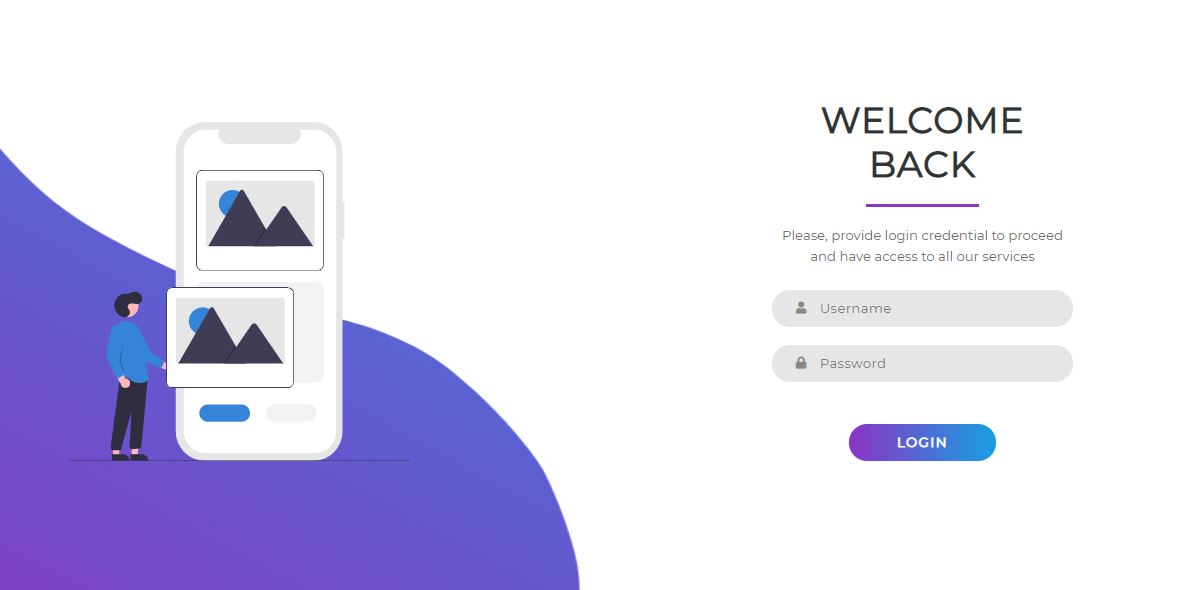 WELCOME
BACK
Please, provide login credential to proceed
and have access to all our services
Username
Password
LOGIN